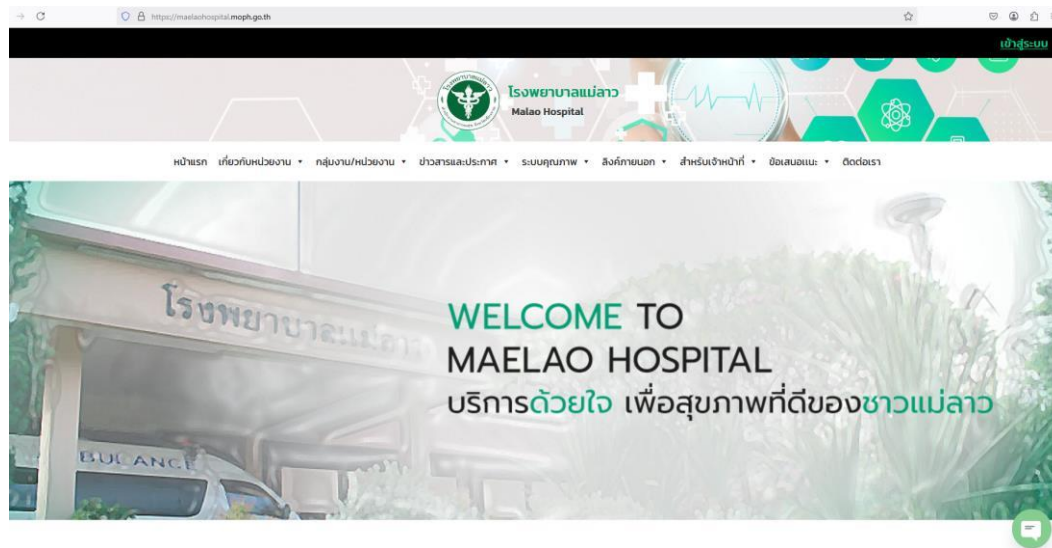 https://maelaohospital.moph.go.th
เข้าสู่ระบบ
โรงพยาบาลแม่ลาว
Malao Hospital
หน้าแรก เกี่ยวกับหน่วยงาน กลุ่มงาน/หน่วยงาน ข่าวสารและประกาศ ระบบคุณภาพ ลิงค์ภายนอก สำหรับเจ้าหน้าที่ ข้อเสนอแนะ ติดต่อเรา
โรงพยาบาลแม่ลาว
WELCOME TO
MAELAO HOSPITAL
บริการด้วยใจ เพื่อสุขภาพที่ดีของชาวแม่ลาว
BULANCE